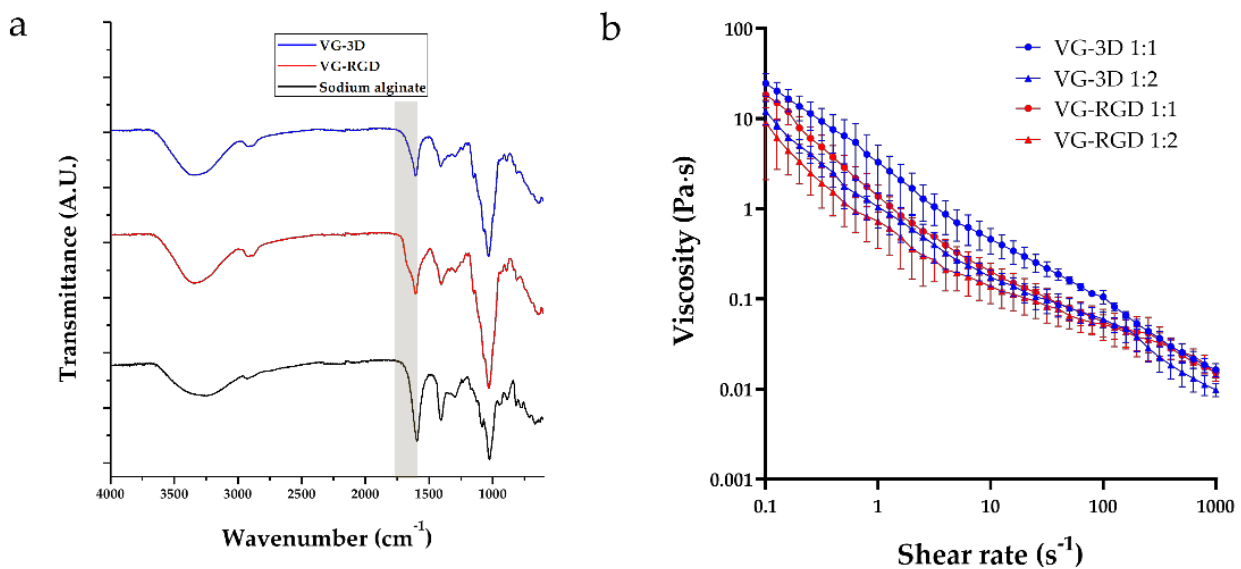 a
VG-3D
VG-RGD
Sodium alginate
Transmittance (A.U.)
4000 3500 3000 2500 2000 1500 1000
Wavenumber (cm-1)
b
VG-3D 1:1
VG-3D 1:2
VG-RGD 1:1
VG-RGD 1:2
Viscosity (Pa·s)
100
10
1
0.1
0.01
0.001
0.1 1 10 100 1000
Shear rate (s-1)